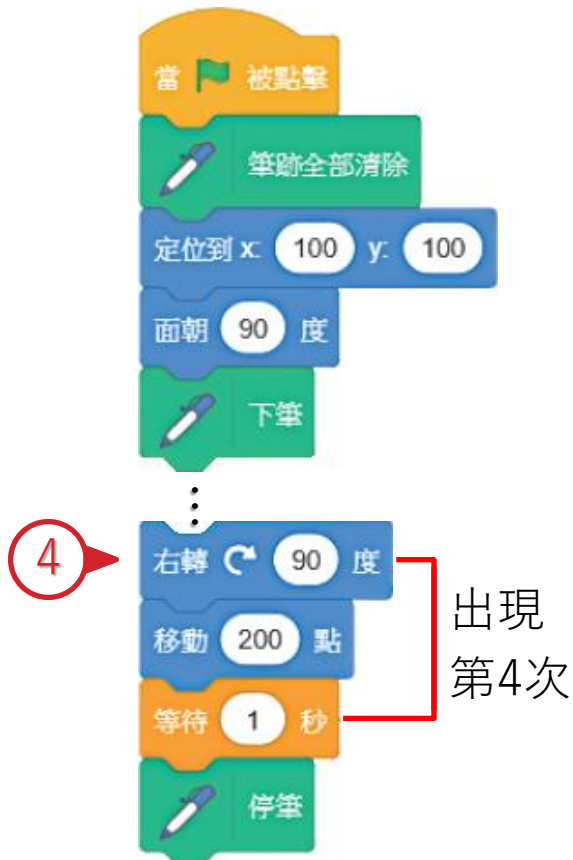 當 被點擊
筆跡全部清除
定位到 x: 100 y: 100
面朝 90 度
下筆
⋮
4
右轉 90 度
移動 200 點
等待 1 秒
停筆
出現
第4次